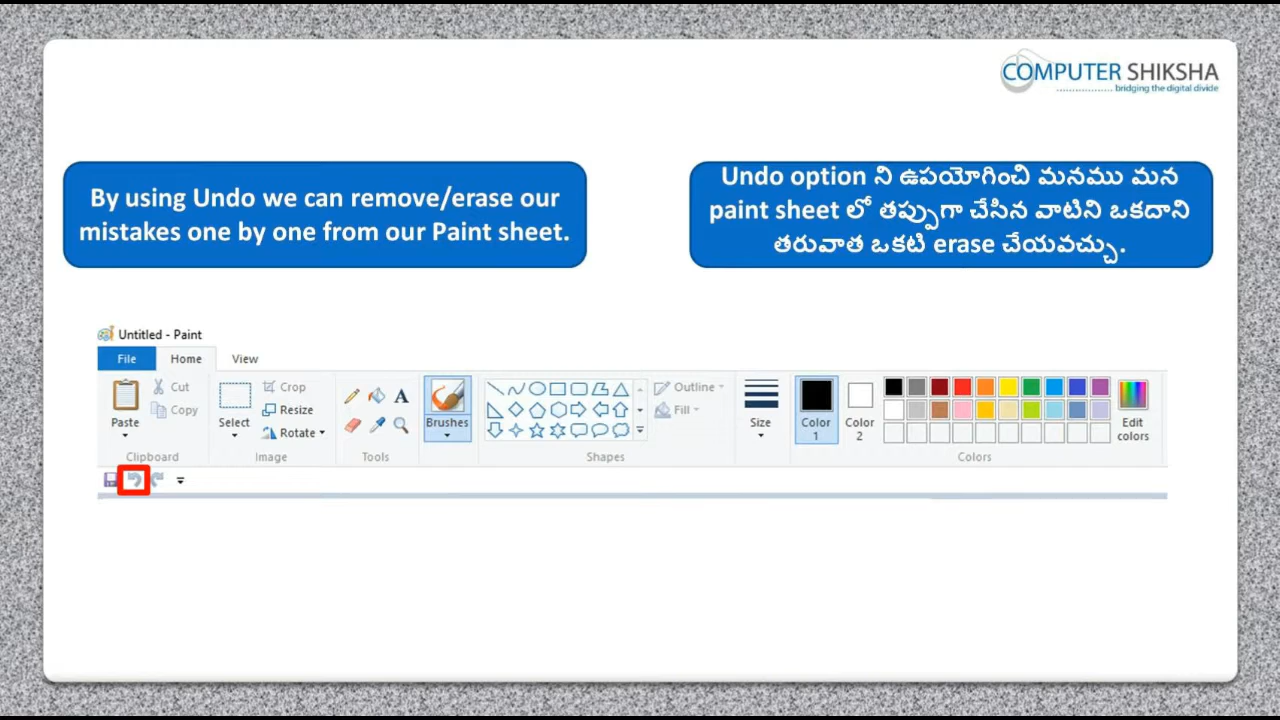 COMPUTER SHIKSHA
bridging the digital divide
By using Undo we can remove/erase our
mistakes one by one from our Paint sheet.
Undo option ని ఉపయోగించి మనము మన
paint sheet లో తప్పుగా చేసిన వాటిని ఒకదాని
తరువాత ఒకటి erase చేయవచ్చు.
Untitled - Paint
File Home View
Paste
Cut
Copy
Clipboard
Select
Crop
Resize
Rotate
Image
A
Tools
Brushes
Outline
Fill
Shapes
Size
Color
1
Color
2
Edit
colors
Colors